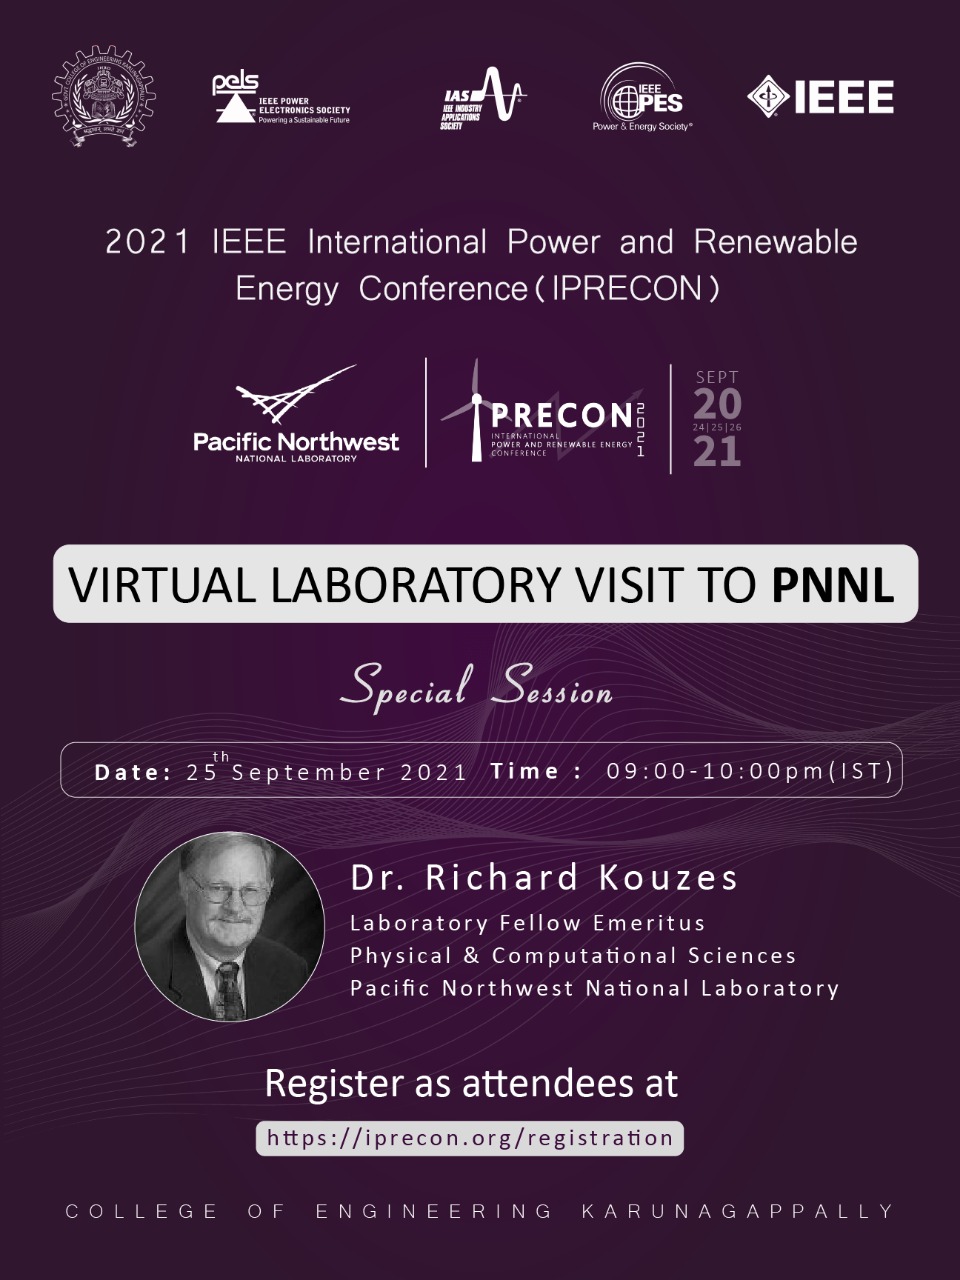 pels
IEEE POWER
ELECTRONICS SOCIETY
Powering a Sustainable Future
IAS
IEEE INDUSTRY
APPLICATIONS
SOCIETY
IEEE
PES
Power & Energy Society®
IEEE
2021 IEEE International Power and Renewable
Energy Conference(IPRECON)
Pacific Northwest
NATIONAL LABORATORY
PRECON 2021
INTERNATIONAL
POWER AND RENEWABLE ENERGY
CONFERENCE
SEPT
20
24|25|26
21
VIRTUAL LABORATORY VISIT TO PNNL
Special Session
Date: 25th September 2021 Time : 09:00-10:00pm(IST)
Dr. Richard Kouzes
Laboratory Fellow Emeritus
Physical & Computational Sciences
Pacific Northwest National Laboratory
Register as attendees at
https://iprecon.org/registration
COLLEGE OF ENGINEERING KARUNAGAPPALLY